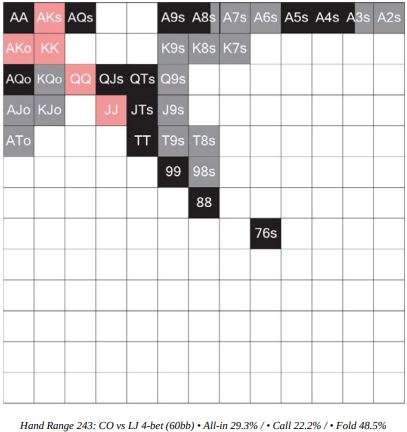 AA AKs AQs A9s A8s A7s A6s A5s A4s A3s A2s
AKo KK K9s K8s K7s
AQo KQo QQ QJs QTs Q9s
AJo KJo JJ JTs J9s
ATo TT T9s T8s
99 98s
88
76s
Hand Range 243: CO vs LJ 4-bet (60bb) • All-in 29.3% / • Call 22.2% / • Fold 48.5%